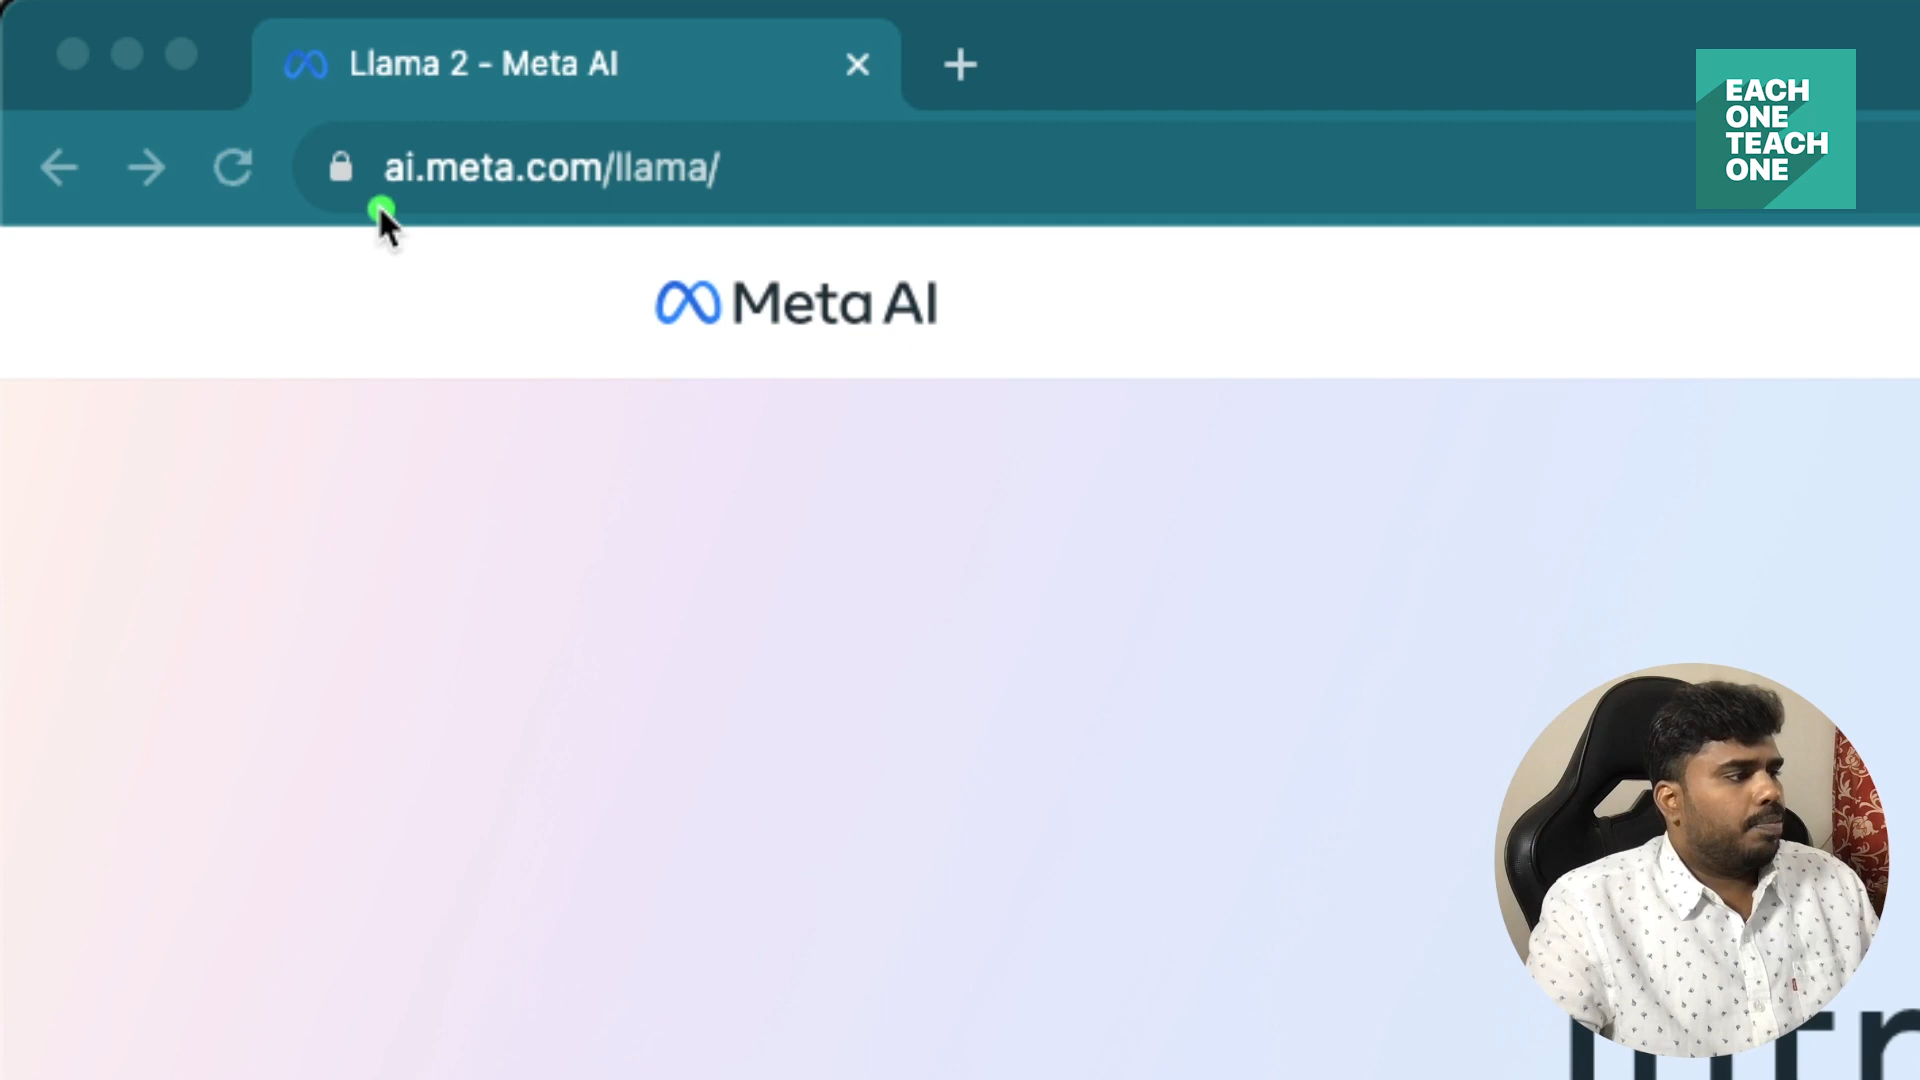 Llama 2 - Meta AI
ai.meta.com/llama/
EACH
ONE
TEACH
ONE
Meta AI